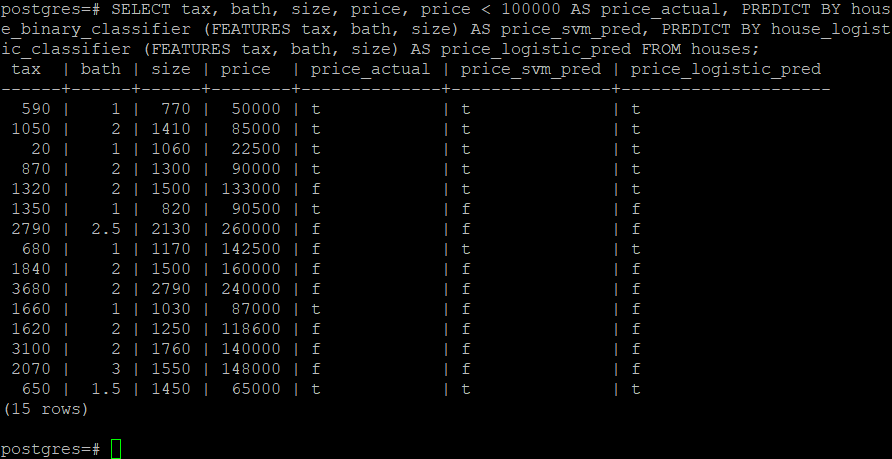 postgres=# SELECT tax, bath, size, price, price < 100000 AS price_actual, PREDICT BY hous
e_binary_classifier (FEATURES tax, bath, size) AS price_svm_pred, PREDICT BY house_logist
ic_classifier (FEATURES tax, bath, size) AS price_logistic_pred FROM houses;
 tax  | bath | size | price  | price_actual | price_svm_pred | price_logistic_pred
------+------+------+--------+--------------+----------------+---------------------
  590 |    1 |  770 |  50000 | t            | t              | t
 1050 |    2 | 1410 |  85000 | t            | t              | t
   20 |    1 | 1060 |  22500 | t            | t              | t
  870 |    2 | 1300 |  90000 | t            | t              | t
 1320 |    2 | 1500 | 133000 | f            | t              | t
 1350 |    1 |  820 |  90500 | t            | f              | f
 2790 |  2.5 | 2130 | 260000 | f            | f              | f
  680 |    1 | 1170 | 142500 | f            | t              | t
 1840 |    2 | 1500 | 160000 | f            | f              | f
 3680 |    2 | 2790 | 240000 | f            | f              | f
 1660 |    1 | 1030 |  87000 | t            | f              | f
 1620 |    2 | 1250 | 118600 | f            | f              | f
 3100 |    2 | 1760 | 140000 | f            | f              | f
 2070 |    3 | 1550 | 148000 | f            | f              | f
  650 |  1.5 | 1450 |  65000 | t            | t              | t
(15 rows)
postgres=#